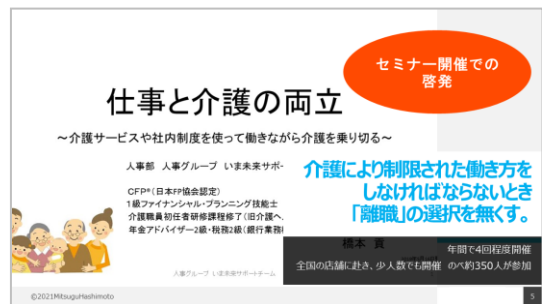 セミナー開催での
啓発
仕事と介護の両立
～介護サービスや社内制度を使って働きながら介護を乗り切る～
人事部 人事グループ いま未来サポー
CFP®（日本FP協会認定）
1級ファイナンシャル・プランニング技能士
介護職員初任者研修課程修了（旧介護ヘ
年金アドバイザー2級・税務2級（銀行業務
介護により制限された働き方を
しなければならないとき
「離職」の選択を無くす。
橋本 貢
年間で4回程度開催
全国の店舗に赴き、少人数でも開催 のべ約350人が参加
人事グループ いま未来サポートチーム
©2021MitsuguHashimoto
5